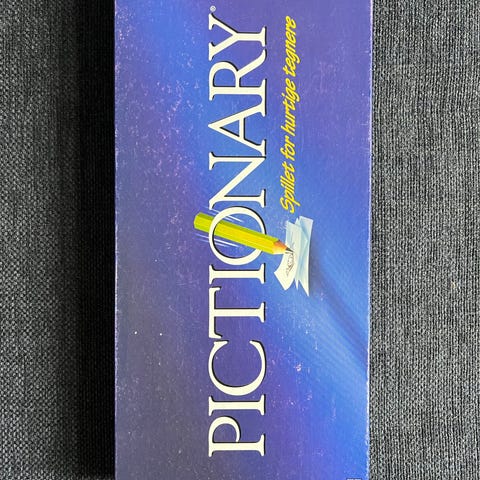 PICTIONARY®
Spillet for hurtige tegnere